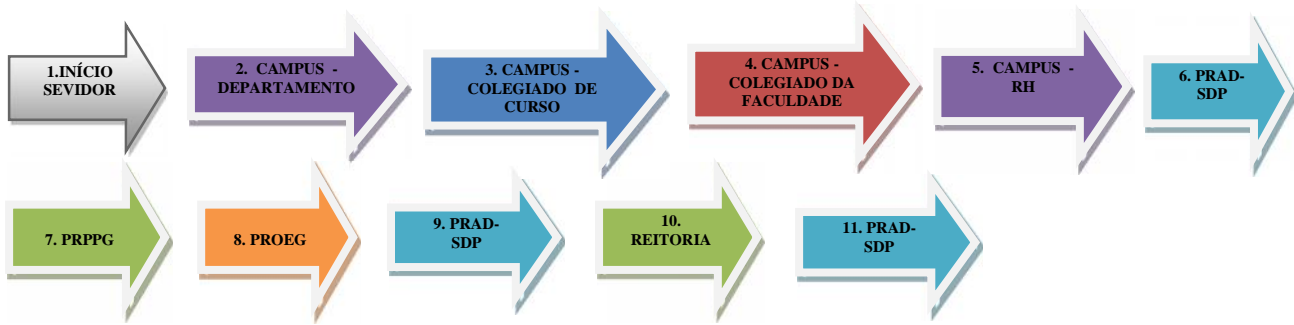 1.INÍCIO
SEVIDOR
2. CAMPUS -
DEPARTAMENTO
3. CAMPUS -
COLEGIADO DE
CURSO
4. CAMPUS -
COLEGIADO DA
FACULDADE
5. CAMPUS -
RH
6. PRAD-
SDP
7. PRPPG
8. PROEG
9. PRAD-
SDP
10.
REITORIA
11. PRAD-
SDP